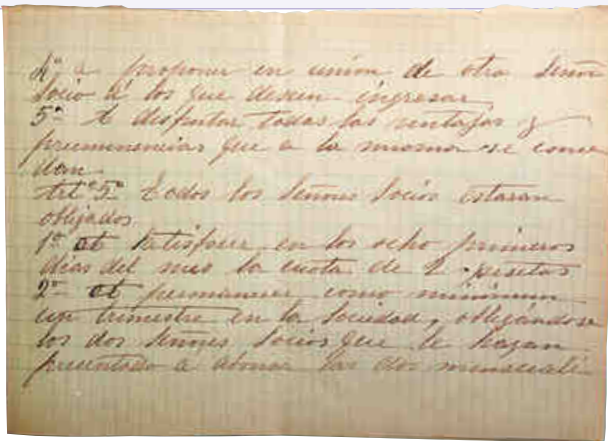 4º a proponer en union de otro Señor
Socio á los que deseen ingresar
5º A disfrutar todas las ventajas y
preeminencias que a la misma se conce
dan
Artº 5º Todos los Señores Socios estaran
obligados
1º A Satisfacer en los ocho primeros
dias del mes la cuota de 2 pesetas
2º A permanecer como minimum
un trimestre en la Sociedad, obligandose
los dos Señores Socios que le hayan
presentado a abonar las dos mensuali